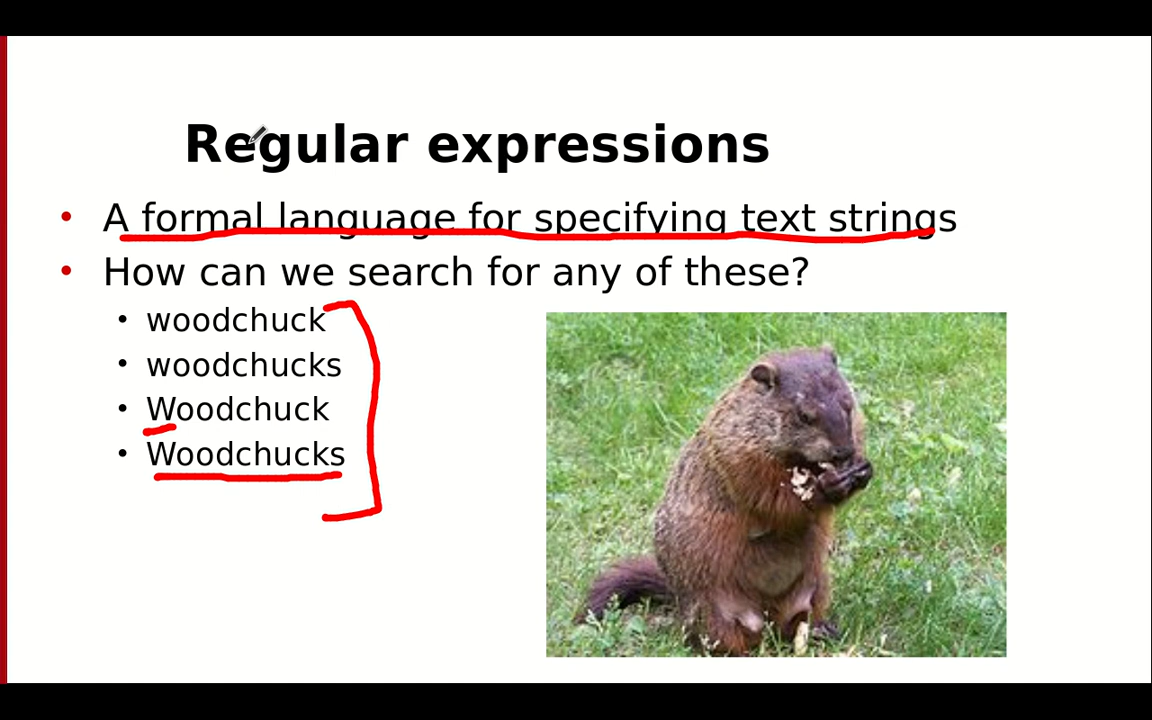 Regular expressions
• A formal language for specifying text strings
• How can we search for any of these?
• woodchuck
• woodchucks
• Woodchuck
• Woodchucks